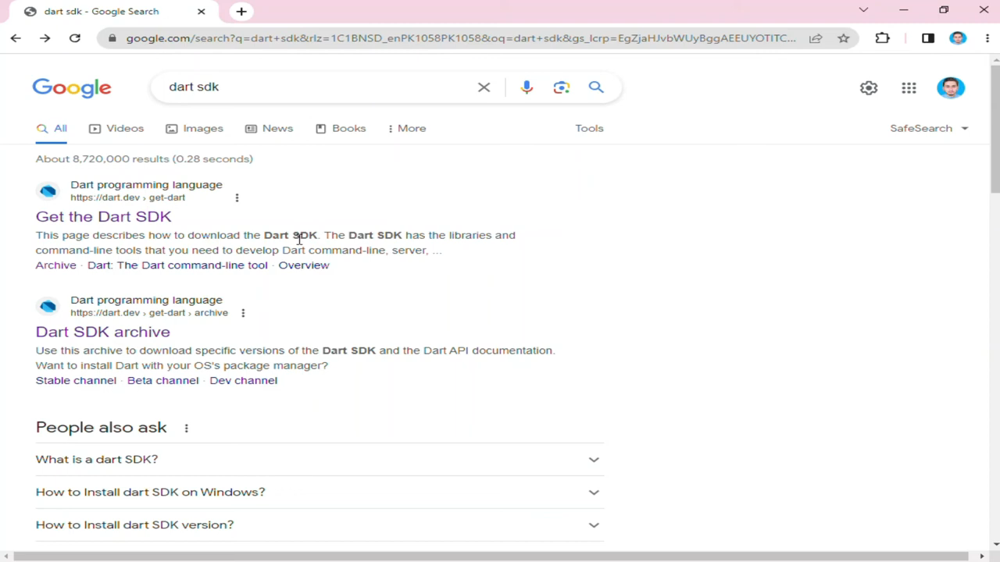 dart sdk - Google Search
google.com/search?q=dart+sdk&rlz=1C1BNSD_enPK1058PK1058&oq=dart+sdk&gs_lcrp=EgZjaHJvbWUyBggAEEUYOTITC...
Google
dart sdk
All Videos Images News Books More Tools SafeSearch
About 8,720,000 results (0.28 seconds)
Dart programming language
https://dart.dev › get-dart
Get the Dart SDK
This page describes how to download the Dart SDK. The Dart SDK has the libraries and
command-line tools that you need to develop Dart command-line, server, ...
Archive · Dart: The Dart command-line tool · Overview
Dart programming language
https://dart.dev › get-dart › archive
Dart SDK archive
Use this archive to download specific versions of the Dart SDK and the Dart API documentation.
Want to install Dart with your OS's package manager?
Stable channel · Beta channel · Dev channel
People also ask
What is a dart SDK?
How to Install dart SDK on Windows?
How to Install dart SDK version?